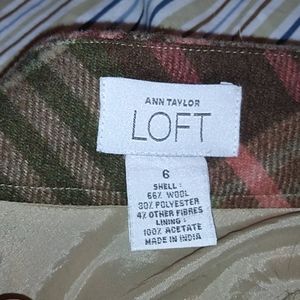 ANN TAYLOR
LOFT
6
SHELL:
66% WOOL
30% POLYESTER
4% OTHER FIBRES
LINING:
100% ACETATE
MADE IN INDIA